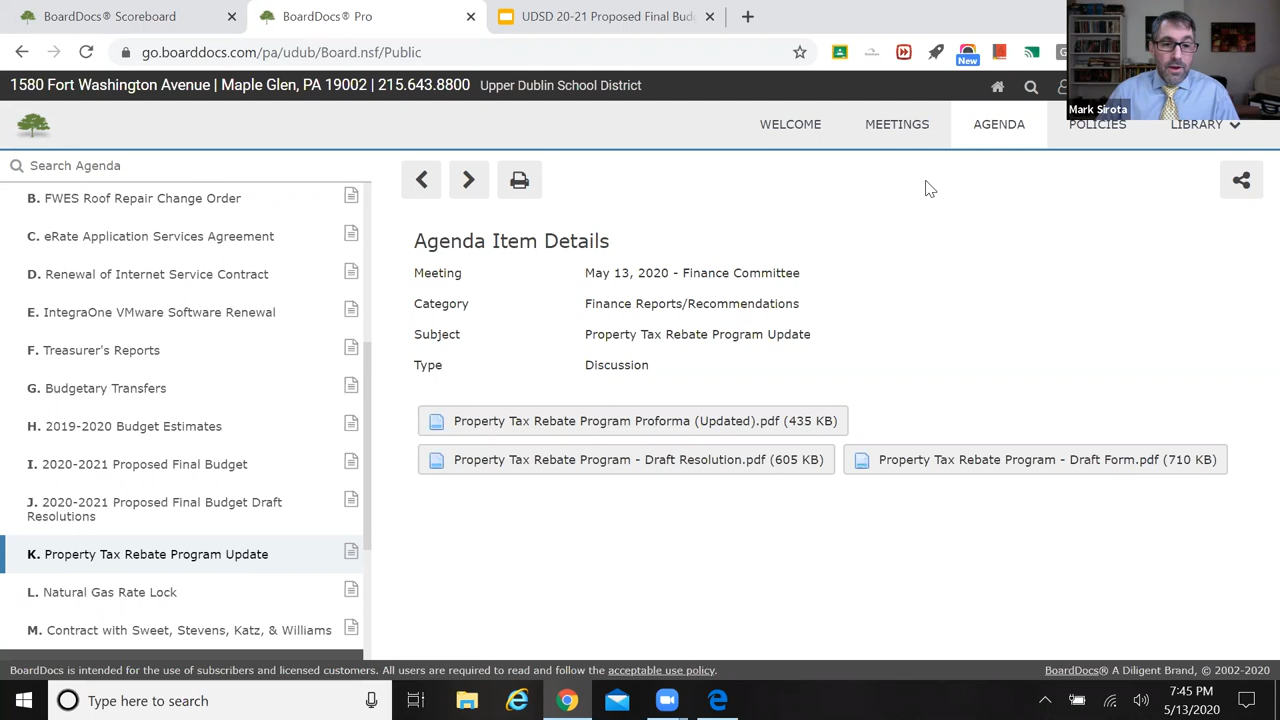 BoardDocs® Scoreboard
BoardDocs® Pro
UDSD 20-21 Proposed Final Bud
go.boarddocs.com/pa/udub/Board.nsf/Public
New
1580 Fort Washington Avenue | Maple Glen, PA 19002 | 215.643.8800 Upper Dublin School District
Mark Sirota
WELCOME
MEETINGS
AGENDA
POLICIES
LIBRARY
Search Agenda
B. FWES Roof Repair Change Order
C. eRate Application Services Agreement
D. Renewal of Internet Service Contract
E. IntegraOne VMware Software Renewal
F. Treasurer's Reports
G. Budgetary Transfers
H. 2019-2020 Budget Estimates
I. 2020-2021 Proposed Final Budget
J. 2020-2021 Proposed Final Budget Draft
Resolutions
K. Property Tax Rebate Program Update
L. Natural Gas Rate Lock
M. Contract with Sweet, Stevens, Katz, & Williams
Agenda Item Details
Meeting May 13, 2020 - Finance Committee
Category Finance Reports/Recommendations
Subject Property Tax Rebate Program Update
Type Discussion
Property Tax Rebate Program Proforma (Updated).pdf (435 KB)
Property Tax Rebate Program - Draft Resolution.pdf (605 KB)
Property Tax Rebate Program - Draft Form.pdf (710 KB)
BoardDocs is intended for the use of subscribers and licensed customers. All users are required to read and follow the acceptable use policy.
BoardDocs® A Diligent Brand, © 2002-2020
Type here to search
7:45 PM
5/13/2020